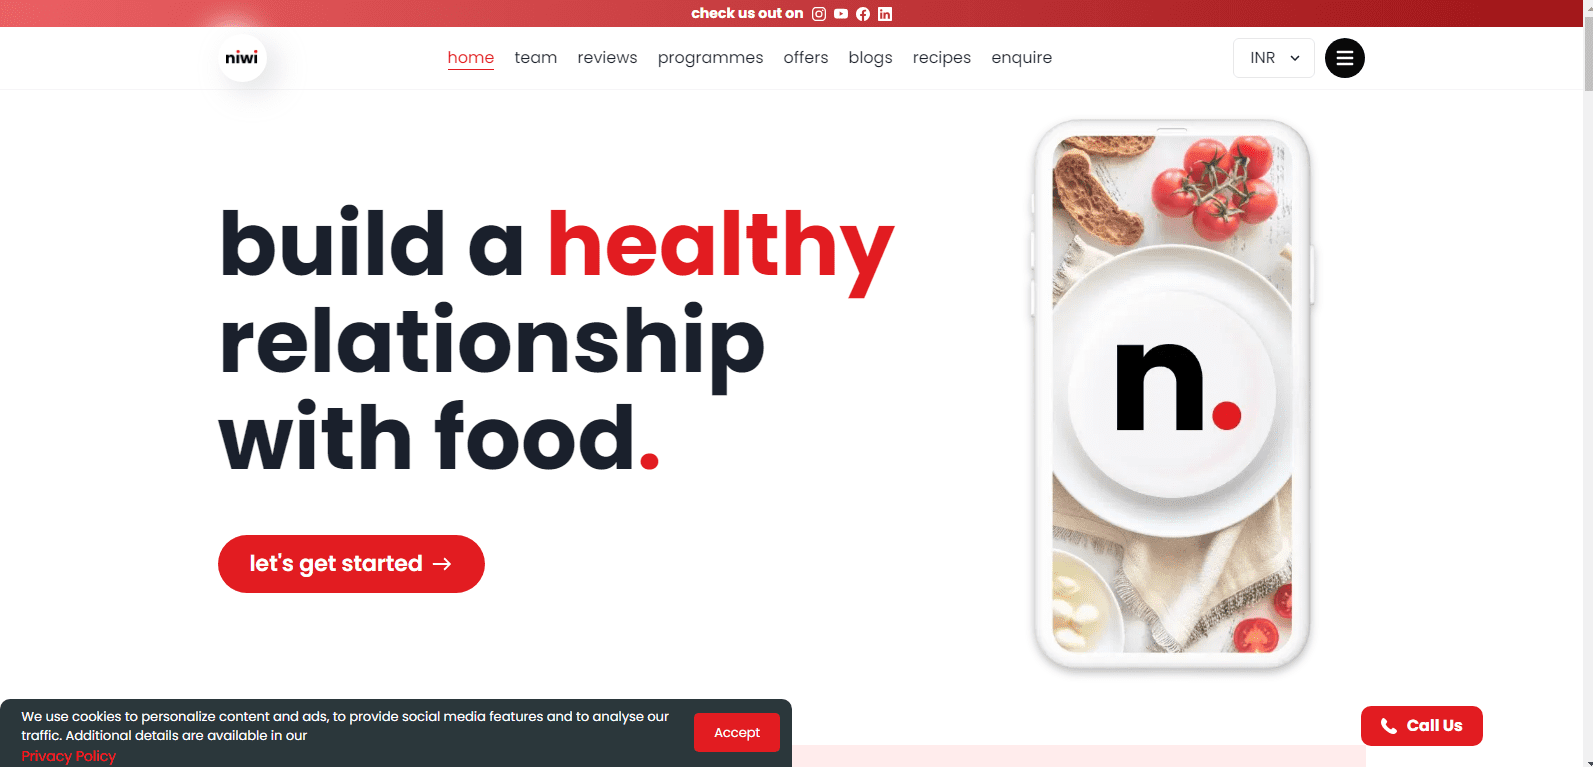 check us out on
niwi
home team reviews programmes offers blogs recipes enquire
INR
build a healthy
relationship
with food.
let's get started →
n.
We use cookies to personalize content and ads, to provide social media features and to analyse our
traffic. Additional details are available in our
Privacy Policy
Accept
Call Us